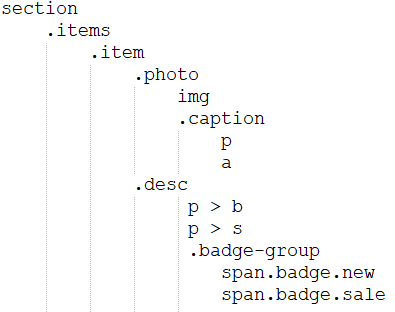 section
.items
.item
.photo
img
.caption
p
a
.desc
p > b
p > s
.badge-group
span.badge.new
span.badge.sale